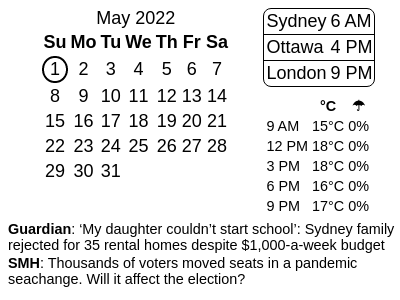 May 2022
Su Mo Tu We Th Fr Sa
1 2 3 4 5 6 7
8 9 10 11 12 13 14
15 16 17 18 19 20 21
22 23 24 25 26 27 28
29 30 31
Sydney 6 AM
Ottawa 4 PM
London 9 PM
°C ☂
9 AM 15°C 0%
12 PM 18°C 0%
3 PM 18°C 0%
6 PM 16°C 0%
9 PM 17°C 0%
Guardian: ‘My daughter couldn’t start school’: Sydney family
rejected for 35 rental homes despite $1,000-a-week budget
SMH: Thousands of voters moved seats in a pandemic
seachange. Will it affect the election?